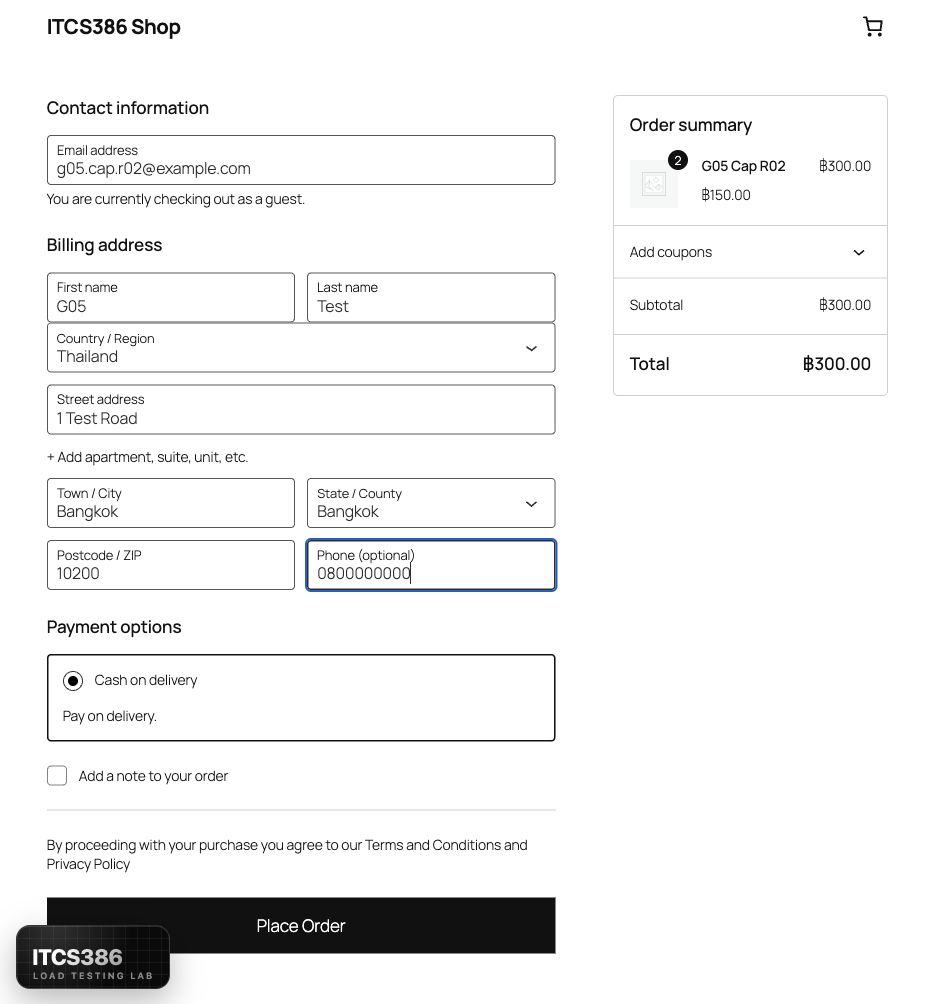 ITCS386 Shop
Contact information
Email address
g05.cap.r02@example.com
You are currently checking out as a guest.
Billing address
First name
G05
Last name
Test
Country / Region
Thailand
Street address
1 Test Road
+ Add apartment, suite, unit, etc.
Town / City
Bangkok
State / County
Bangkok
Postcode / ZIP
10200
Phone (optional)
0800000000
Payment options
Cash on delivery
Pay on delivery.
Add a note to your order
By proceeding with your purchase you agree to our Terms and Conditions and
Privacy Policy
Place Order
ITCS386
LOAD TESTING LAB
Order summary
2
G05 Cap R02
฿300.00
฿150.00
Add coupons
Subtotal
฿300.00
Total
฿300.00